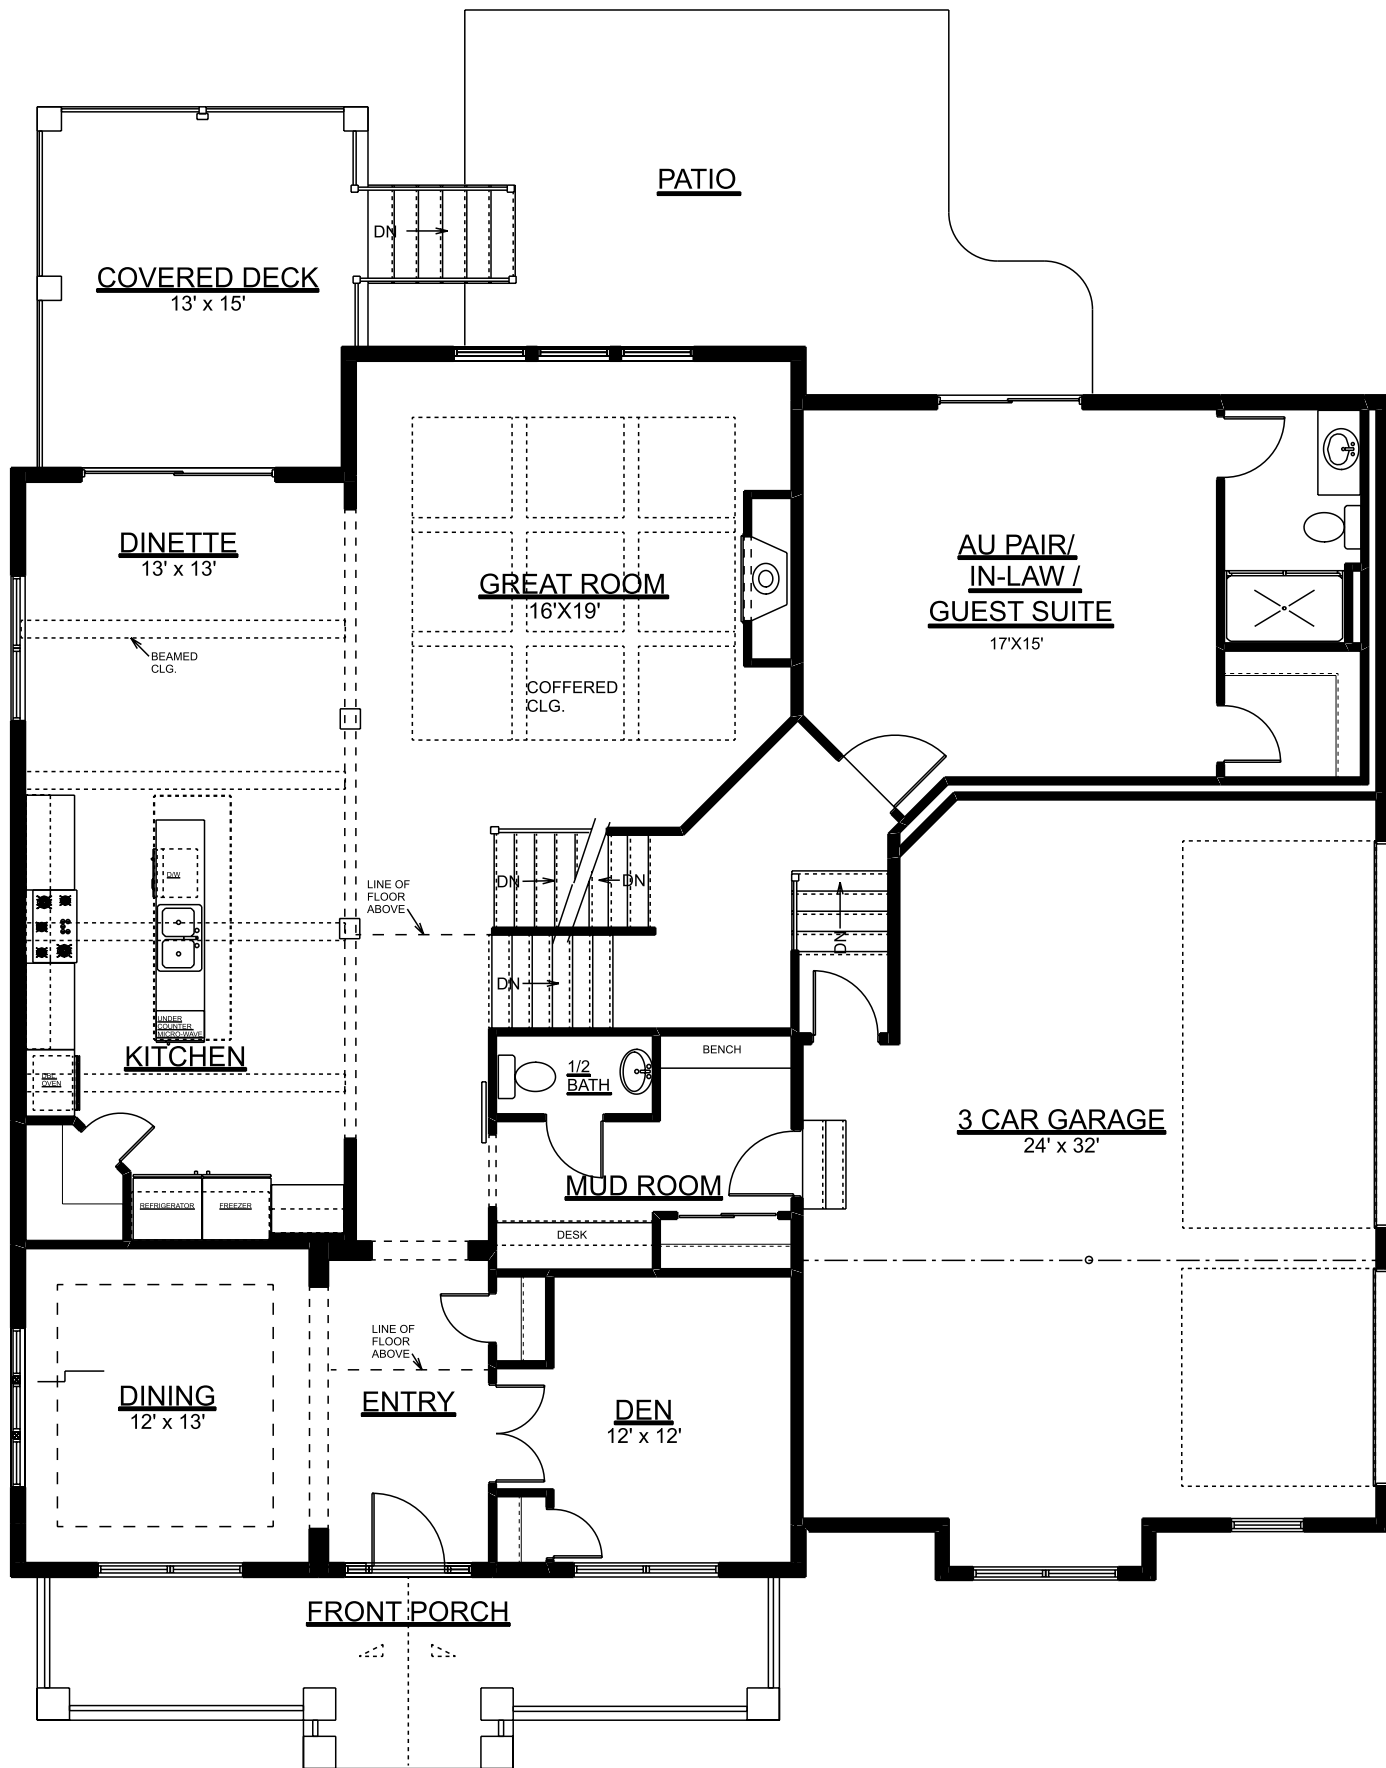 PATIO
DN
COVERED DECK
13' x 15'
DINETTE
13' x 13'
BEAMED
CLG.
GREAT ROOM
16'X19'
COFFERED
CLG.
AU PAIR/
IN-LAW /
GUEST SUITE
17'X15'
D/W
LINE OF
FLOOR
ABOVE
DN
DN
DN
DN
UNDER
COUNTER
MICRO-WAVE
KITCHEN
DBL
OVEN
1/2
BATH
BENCH
3 CAR GARAGE
24' x 32'
MUD ROOM
REFRIGERATOR
FREEZER
DESK
LINE OF
FLOOR
ABOVE
DINING
12' x 13'
ENTRY
DEN
12' x 12'
FRONT PORCH